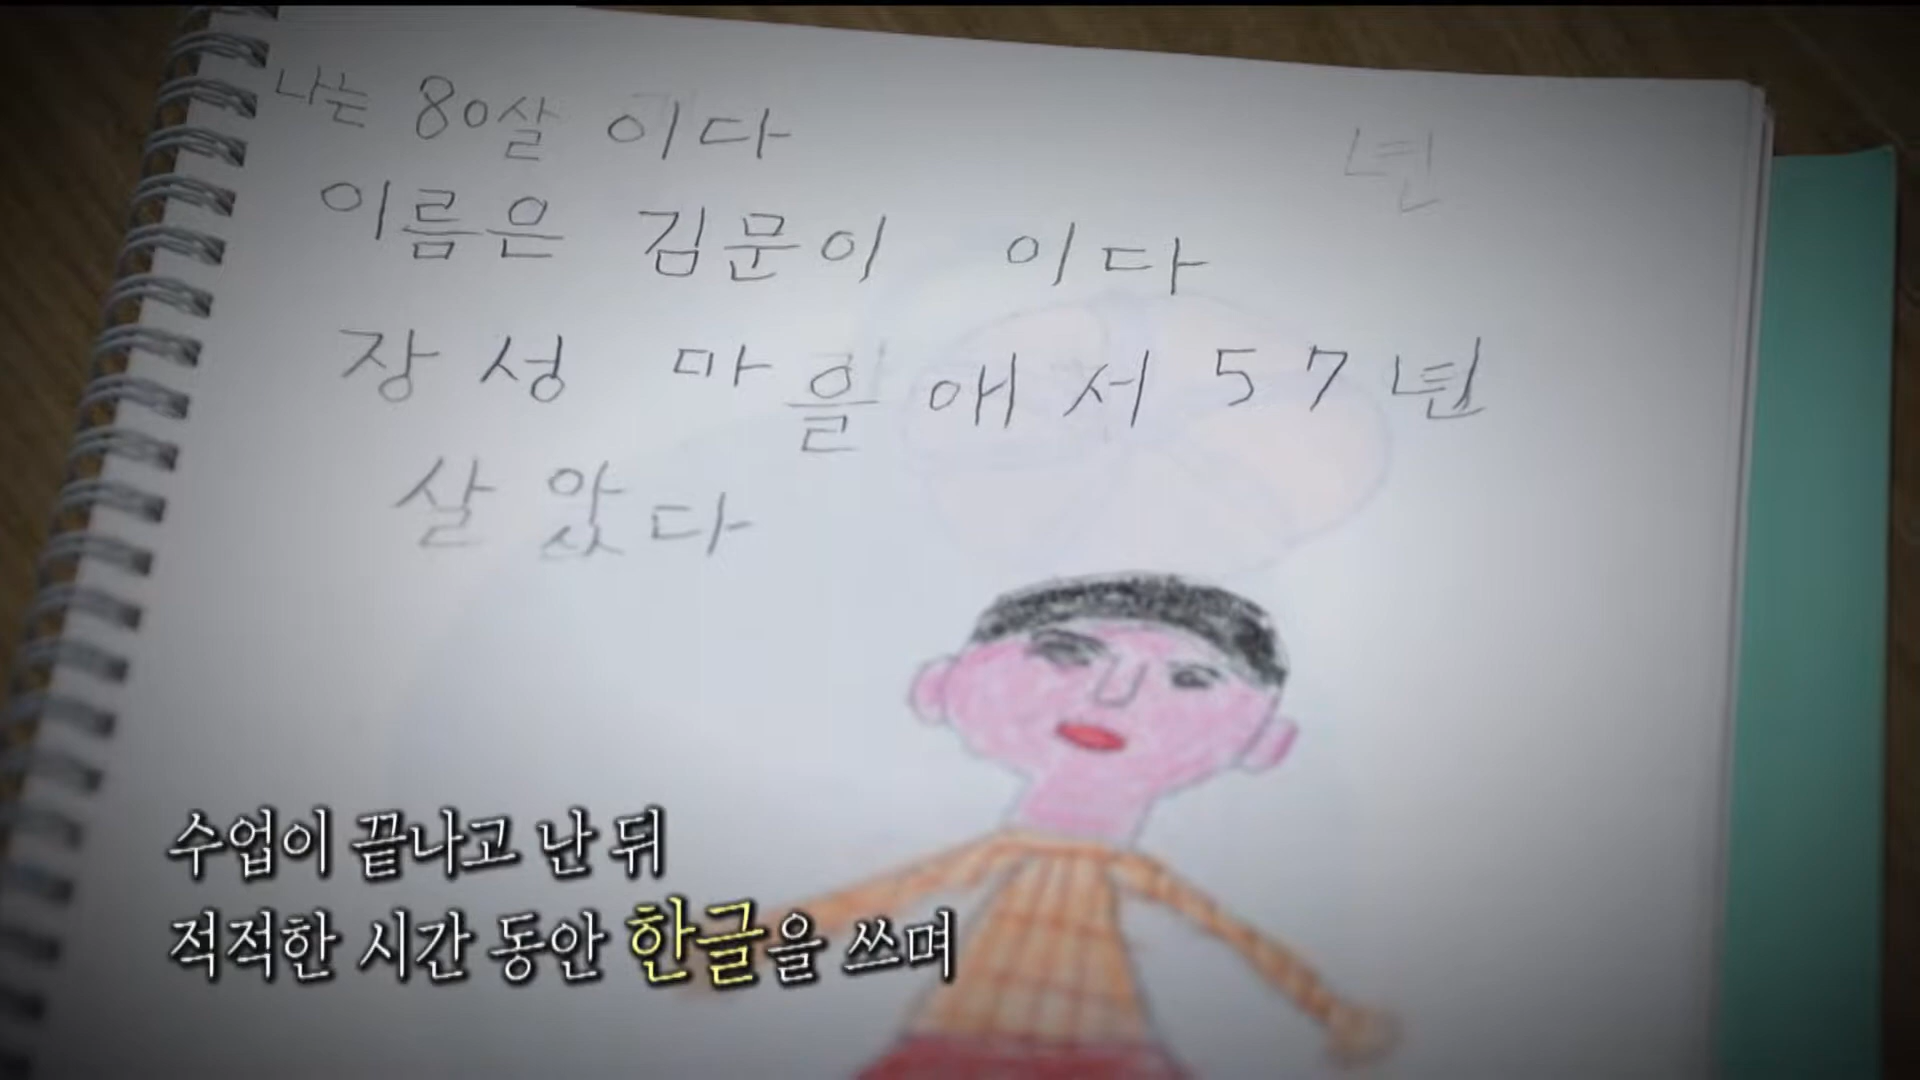 나는 80살 이다
년
이름은 김문이 이다
장성 마을애서 57년
살았다
수업이 끝나고 난 뒤
적적한 시간 동안 한글을 쓰며